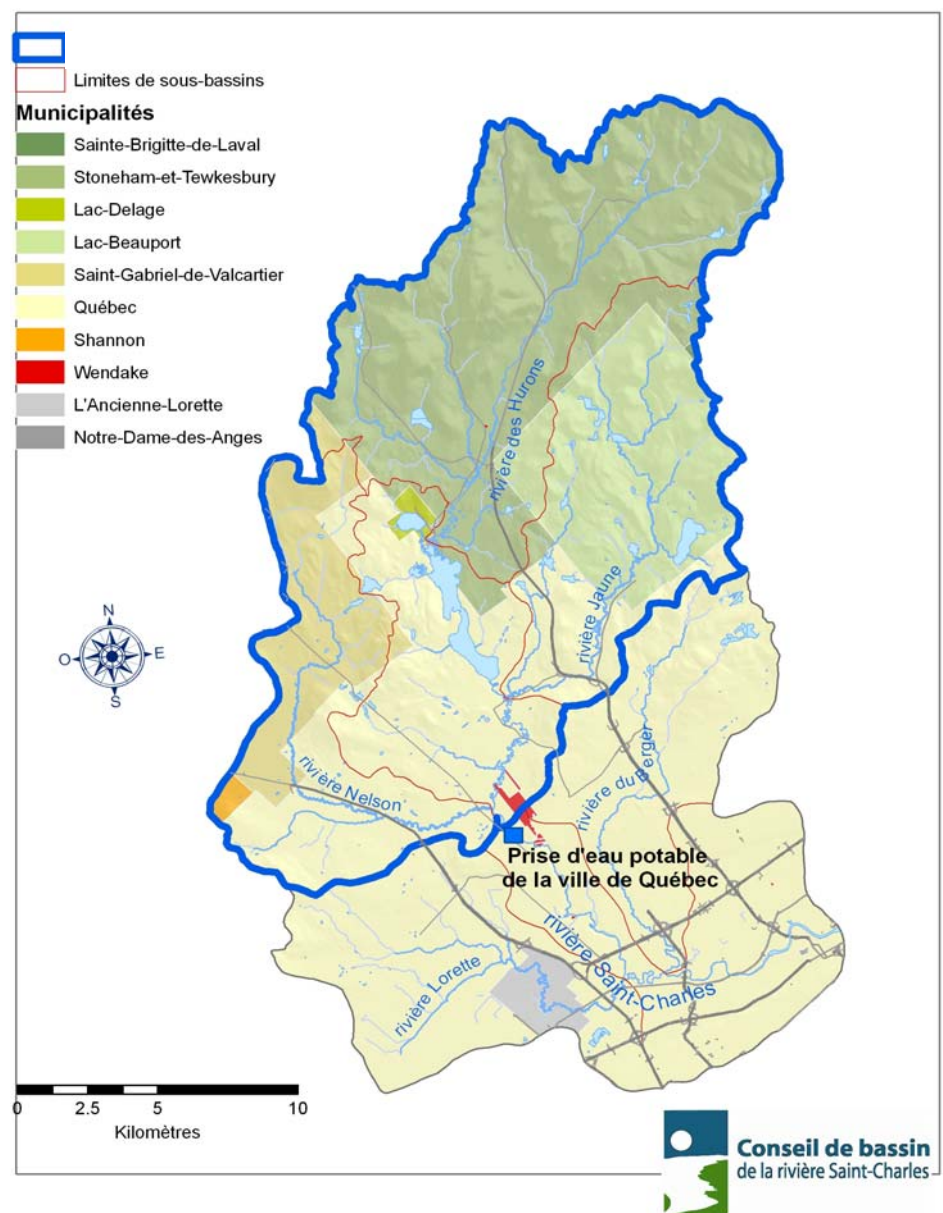 Limites de sous-bassins
Municipalités
Sainte-Brigitte-de-Laval
Stoneham-et-Tewkesbury
Lac-Delage
Lac-Beauport
Saint-Gabriel-de-Valcartier
Québec
Shannon
Wendake
L'Ancienne-Lorette
Notre-Dame-des-Anges
rivière des Hurons
rivière Jaune
N
O E
S
rivière du Berger
rivière Nelson
Prise d'eau potable
de la ville de Québec
rivière Saint-Charles
rivière Lorette
0 2.5 5 10
Kilomètres
Conseil de bassin
de la rivière Saint-Charles